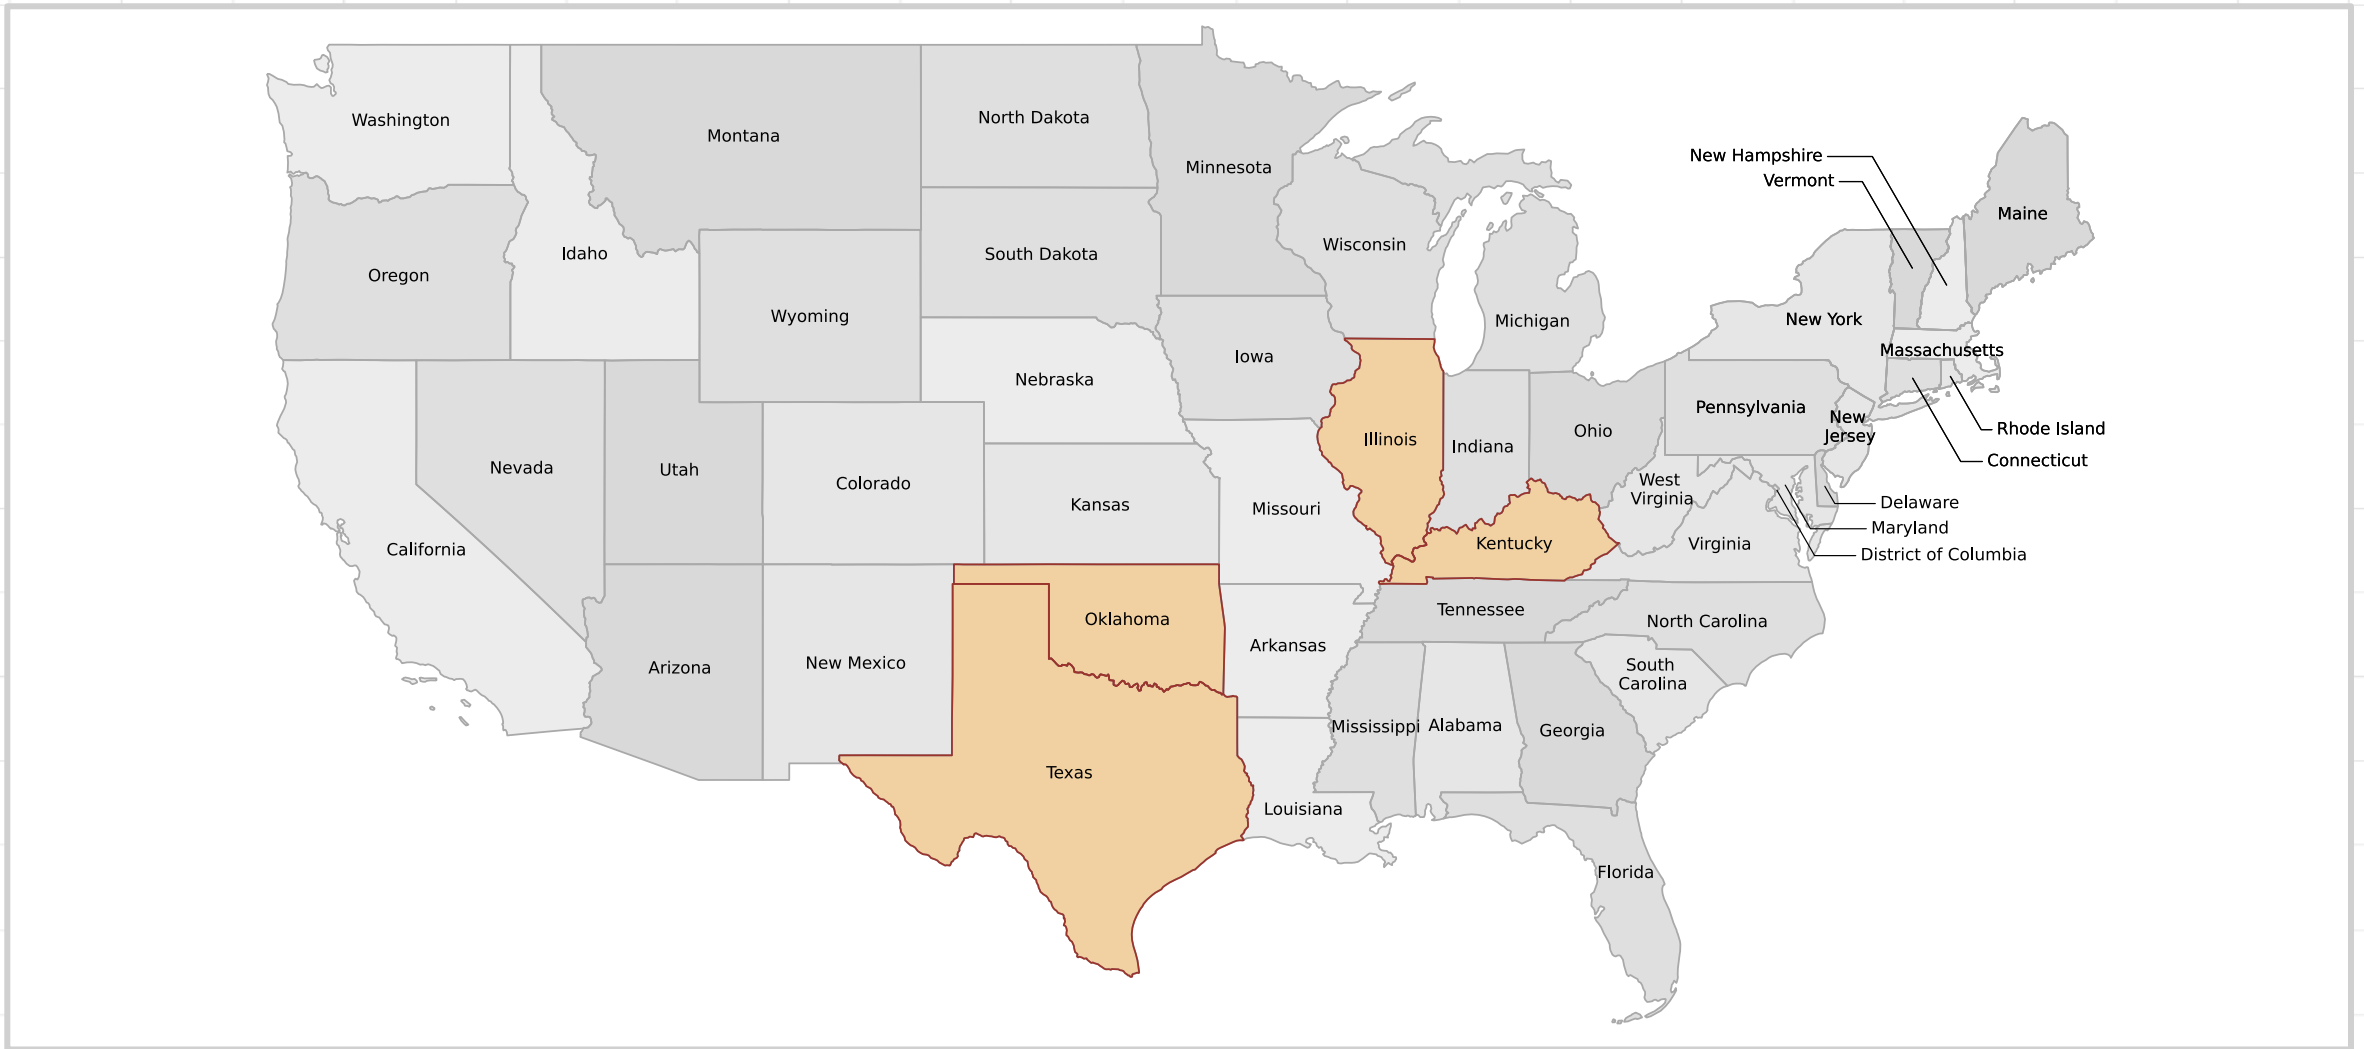 Washington
Montana
North Dakota
Minnesota
New Hampshire
Vermont
Maine
Oregon
Idaho
South Dakota
Wisconsin
Wyoming
Michigan
New York
Massachusetts
Iowa
Nebraska
Pennsylvania
New
Jersey
Rhode Island
Connecticut
Nevada
Utah
Colorado
Kansas
Missouri
Illinois
Indiana
Ohio
West
Virginia
Delaware
Maryland
District of Columbia
California
Kentucky
Virginia
Arizona
New Mexico
Oklahoma
Arkansas
Tennessee
North Carolina
South
Carolina
Texas
Louisiana
Mississippi
Alabama
Georgia
Florida